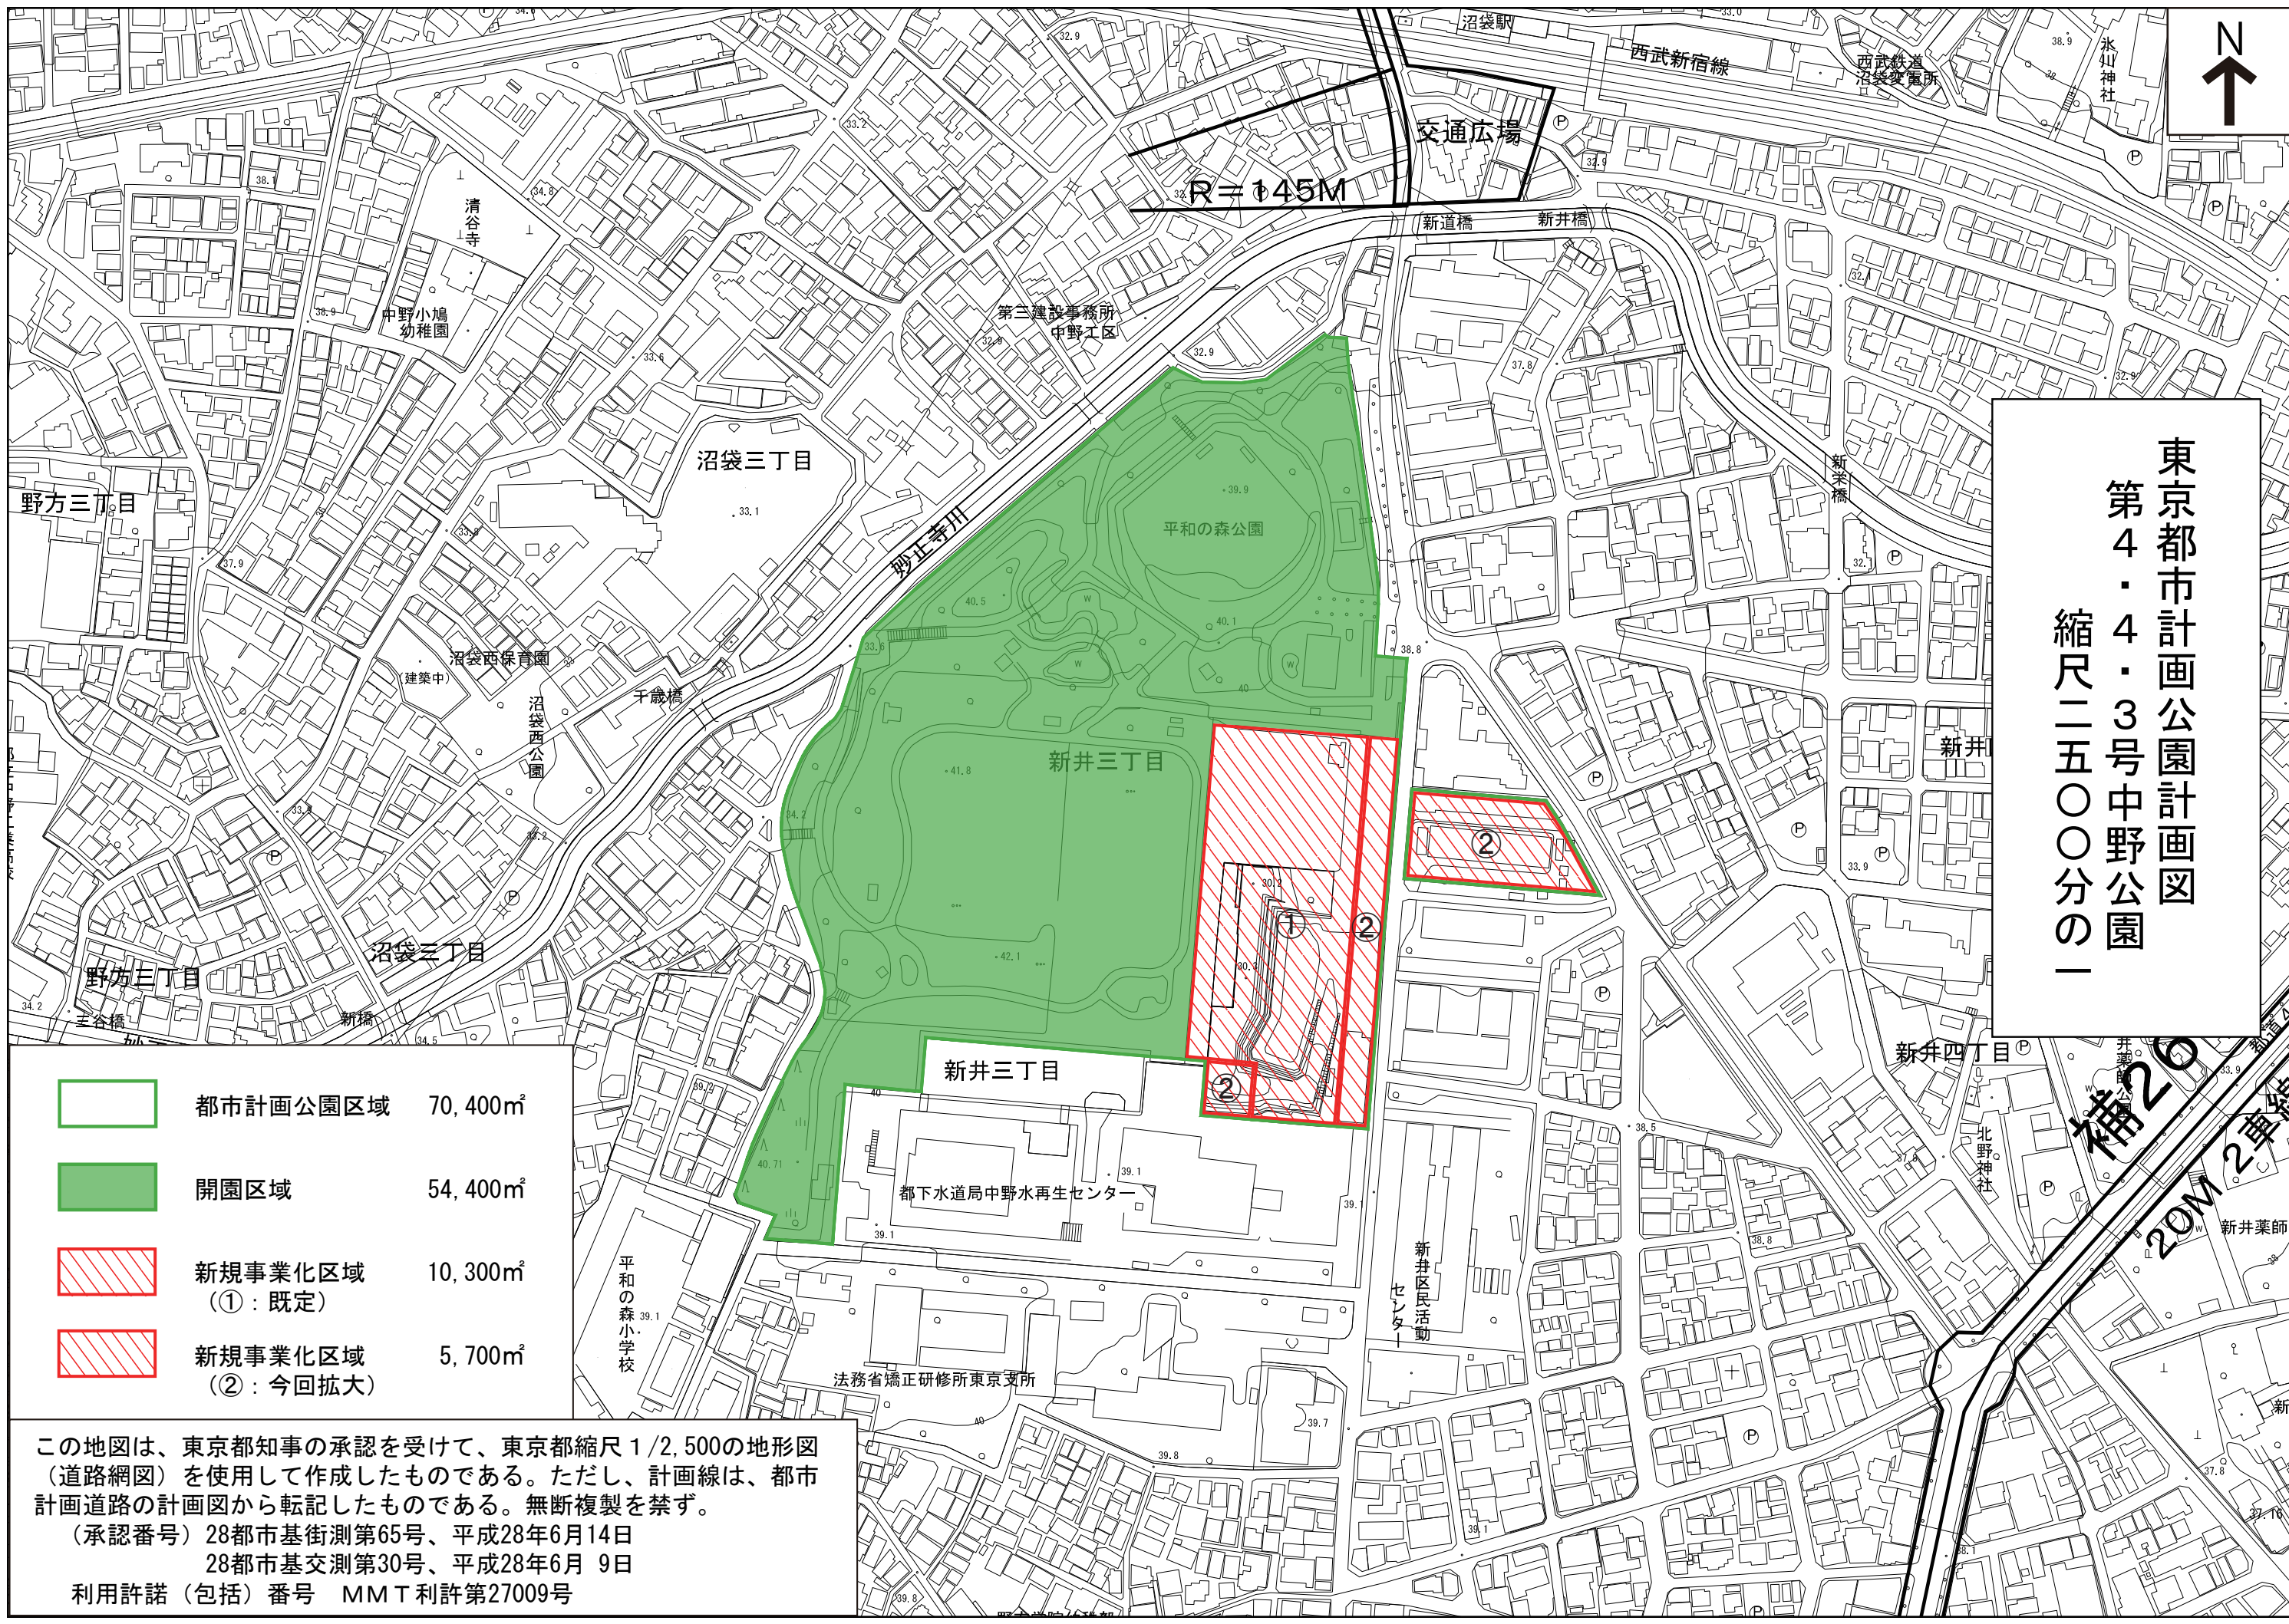 沼袋駅
西武新宿線
西武鉄道
沼袋変電所
氷川神社
N
交通広場
R=145M
新道橋
新井橋
清谷寺
中野小鳩
幼稚園
第三建設事務所
中野工区
沼袋三丁目
野方三丁目
妙正寺川
平和の森公園
新栄橋
沼袋西保育園
(建築中)
千歳橋
沼袋西公園
新井三丁目
①
②
②
②
沼袋三丁目
野方三丁目
三谷橋
新橋
新井三丁目
都下水道局中野水再生センター
平和の森小学校
法務省矯正研修所東京支所
新井区民活動
センター
新井四丁目
北野神社
新井薬師
補26
20M 2車線
東京都市計画公園計画図
第4・4・3号中野公園
縮尺二五〇〇分の一
都市計画公園区域 70,400㎡
開園区域 54,400㎡
新規事業化区域 10,300㎡
(①:既定)
新規事業化区域 5,700㎡
(②:今回拡大)
この地図は、東京都知事の承認を受けて、東京都縮尺1/2,500の地形図
(道路網図)を使用して作成したものである。ただし、計画線は、都市
計画道路の計画図から転記したものである。無断複製を禁ず。
(承認番号)28都市基街測第65号、平成28年6月14日
28都市基交測第30号、平成28年6月 9日
利用許諾(包括)番号 MMT利許第27009号